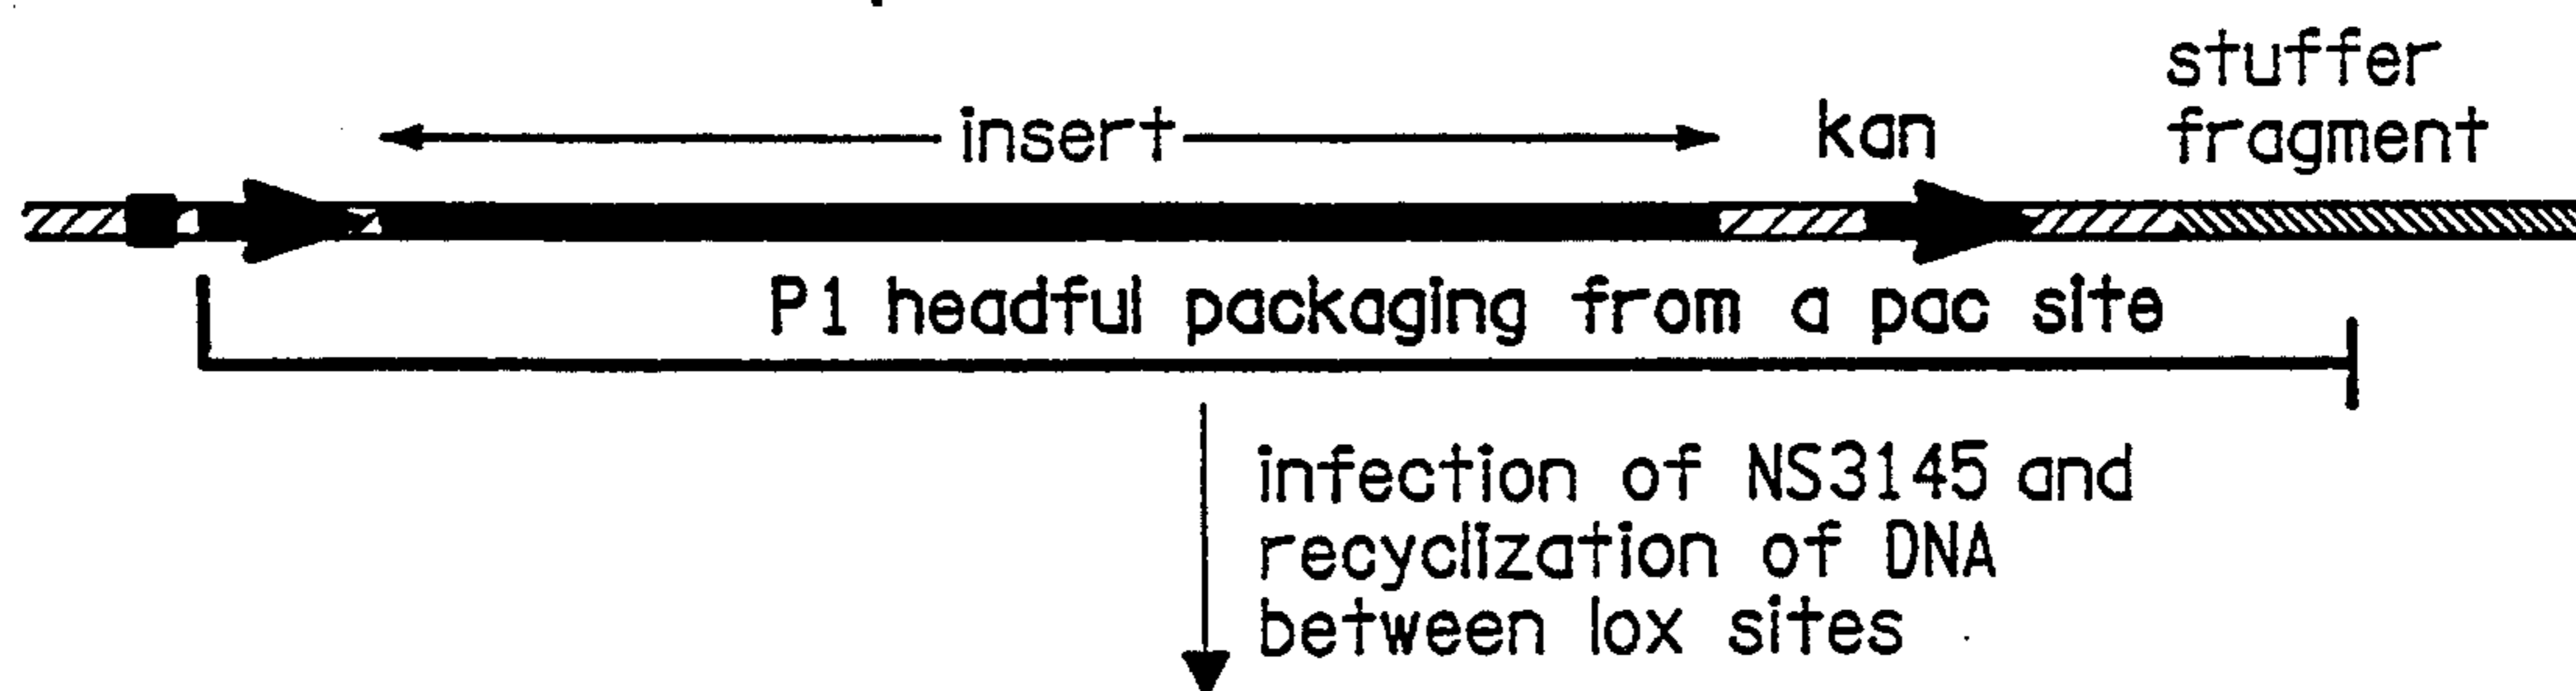 stuffer
fragment
insert
kan
P1 headful packaging from a pac site
infection of NS3145 and
recyclization of DNA
between lox sites